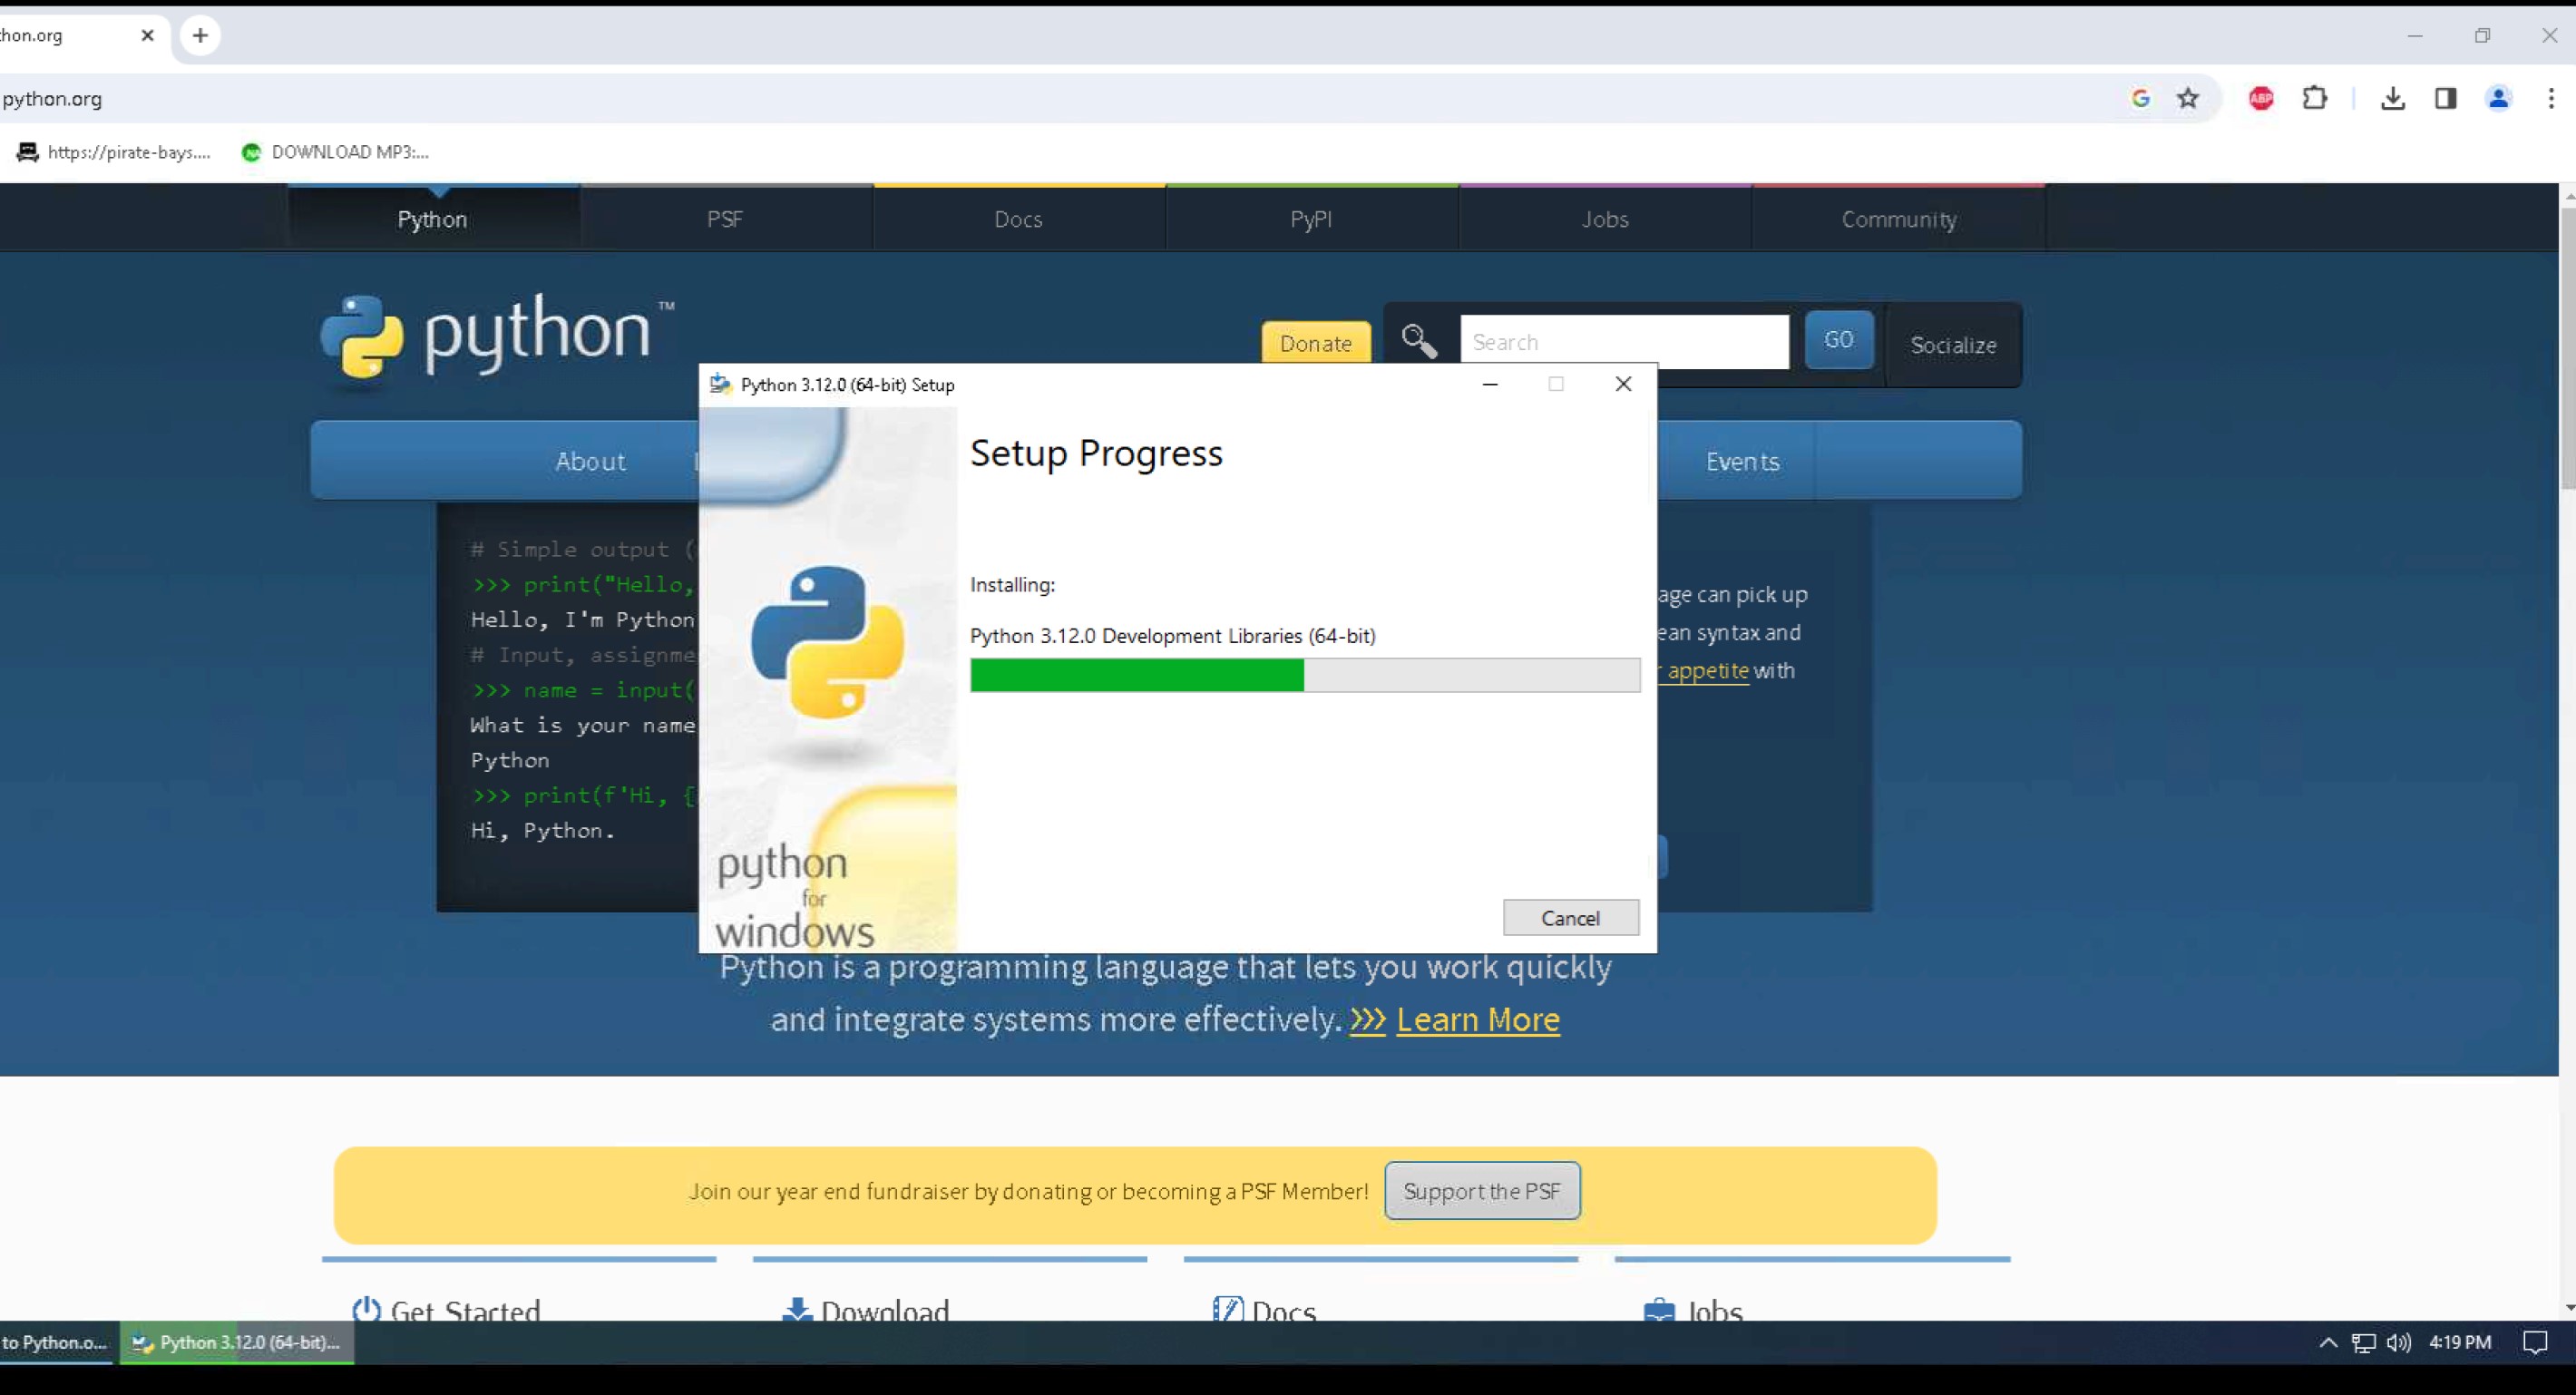 thon.org
python.org
https://pirate-bays....
DOWNLOAD MP3:...
Python
PSF
Docs
PyPI
Jobs
Community
python™
Donate
Search
GO
Socialize
Python 3.12.0 (64-bit) Setup
About
Events
Setup Progress
Installing:
Python 3.12.0 Development Libraries (64-bit)
Cancel
python
for
windows
# Simple output (
>>> print("Hello,
Hello, I'm Python
# Input, assignme
>>> name = input(
What is your name
Python
>>> print(f'Hi, {
Hi, Python.
age can pick up
ean syntax and
appetite with
Python is a programming language that lets you work quickly
and integrate systems more effectively. >>> Learn More
Join our year end fundraiser by donating or becoming a PSF Member!
Support the PSF
Get Started
Download
Docs
Jobs
to Python.o...
Python 3.12.0 (64-bit)...
4:19 PM